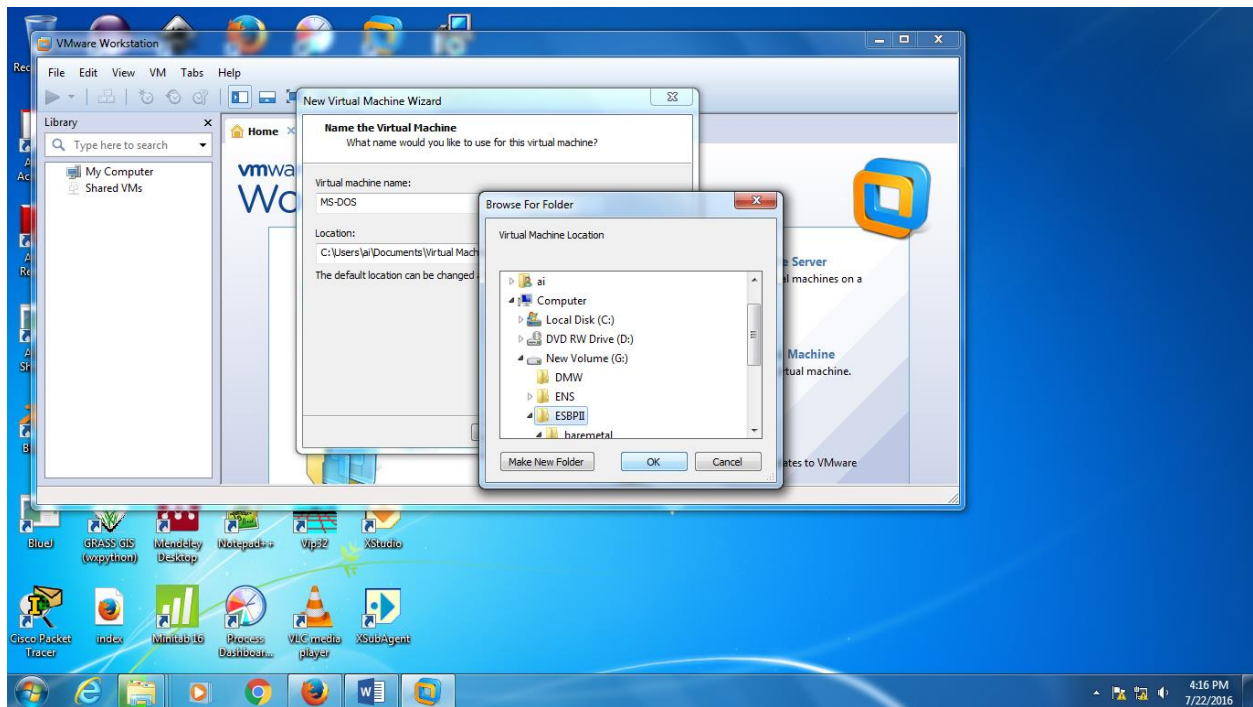 VMware Workstation
File Edit View VM Tabs Help
Library x
Type here to search
My Computer
Shared VMs
Home
vmwa
Wo
New Virtual Machine Wizard
Name the Virtual Machine
What name would you like to use for this virtual machine?
Virtual machine name:
MS-DOS
Location:
C:\Users\ai\Documents\Virtual Mach
The default location can be changed
Browse For Folder
Virtual Machine Location
ai
Computer
Local Disk (C:)
DVD RW Drive (D:)
New Volume (G:)
DMW
ENS
ESBPII
baremetal
Make New Folder OK Cancel
Server
machines on a
Machine
tual machine.
ates to VMware
BlueJ GRASS GIS (wxpython) Mendeley Desktop Notepad++ Vip32 XStudio
Cisco Packet Tracer index Minitab 16 Process Dashboar... VLC media player XSubAgent
4:16 PM
7/22/2016